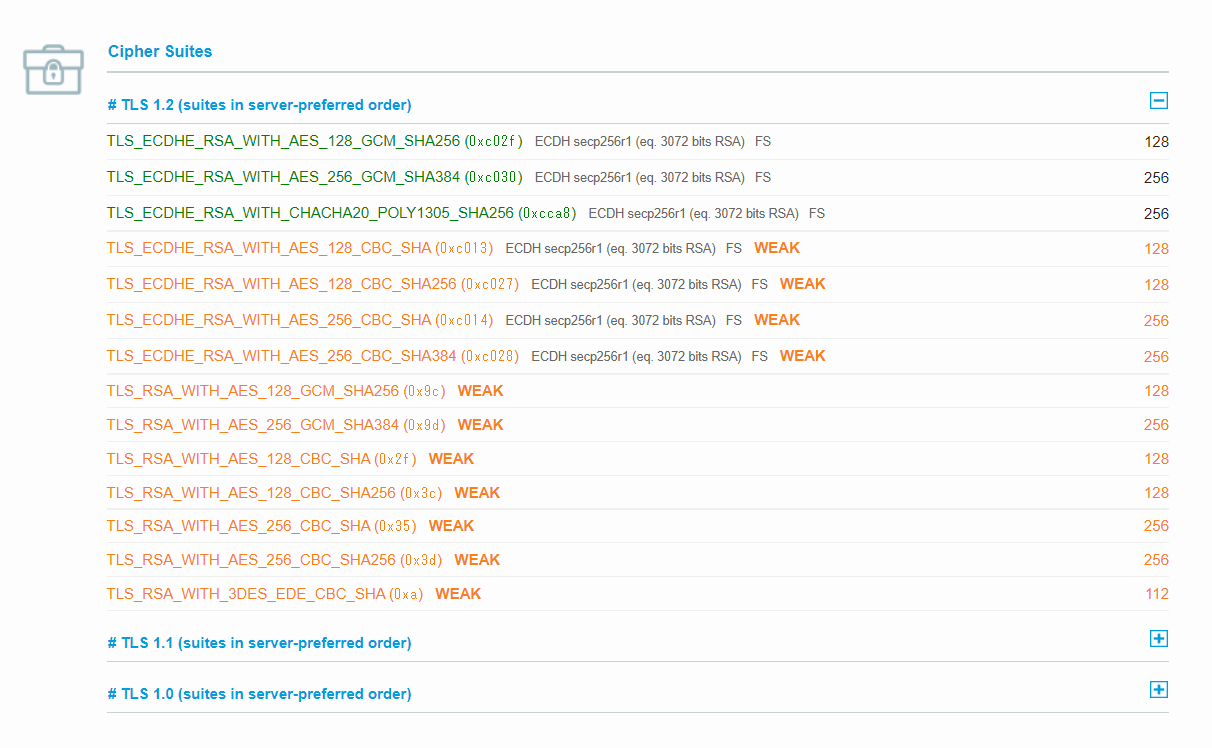 Cipher Suites
# TLS 1.2 (suites in server-preferred order)
TLS_ECDHE_RSA_WITH_AES_128_GCM_SHA256 (0xc02f) ECDH secp256r1 (eq. 3072 bits RSA) FS 128
TLS_ECDHE_RSA_WITH_AES_256_GCM_SHA384 (0xc030) ECDH secp256r1 (eq. 3072 bits RSA) FS 256
TLS_ECDHE_RSA_WITH_CHACHA20_POLY1305_SHA256 (0xcca8) ECDH secp256r1 (eq. 3072 bits RSA) FS 256
TLS_ECDHE_RSA_WITH_AES_128_CBC_SHA (0xc013) ECDH secp256r1 (eq. 3072 bits RSA) FS WEAK 128
TLS_ECDHE_RSA_WITH_AES_128_CBC_SHA256 (0xc027) ECDH secp256r1 (eq. 3072 bits RSA) FS WEAK 128
TLS_ECDHE_RSA_WITH_AES_256_CBC_SHA (0xc014) ECDH secp256r1 (eq. 3072 bits RSA) FS WEAK 256
TLS_ECDHE_RSA_WITH_AES_256_CBC_SHA384 (0xc028) ECDH secp256r1 (eq. 3072 bits RSA) FS WEAK 256
TLS_RSA_WITH_AES_128_GCM_SHA256 (0x9c) WEAK 128
TLS_RSA_WITH_AES_256_GCM_SHA384 (0x9d) WEAK 256
TLS_RSA_WITH_AES_128_CBC_SHA (0x2f) WEAK 128
TLS_RSA_WITH_AES_128_CBC_SHA256 (0x3c) WEAK 128
TLS_RSA_WITH_AES_256_CBC_SHA (0x35) WEAK 256
TLS_RSA_WITH_AES_256_CBC_SHA256 (0x3d) WEAK 256
TLS_RSA_WITH_3DES_EDE_CBC_SHA (0xa) WEAK 112
# TLS 1.1 (suites in server-preferred order)
# TLS 1.0 (suites in server-preferred order)